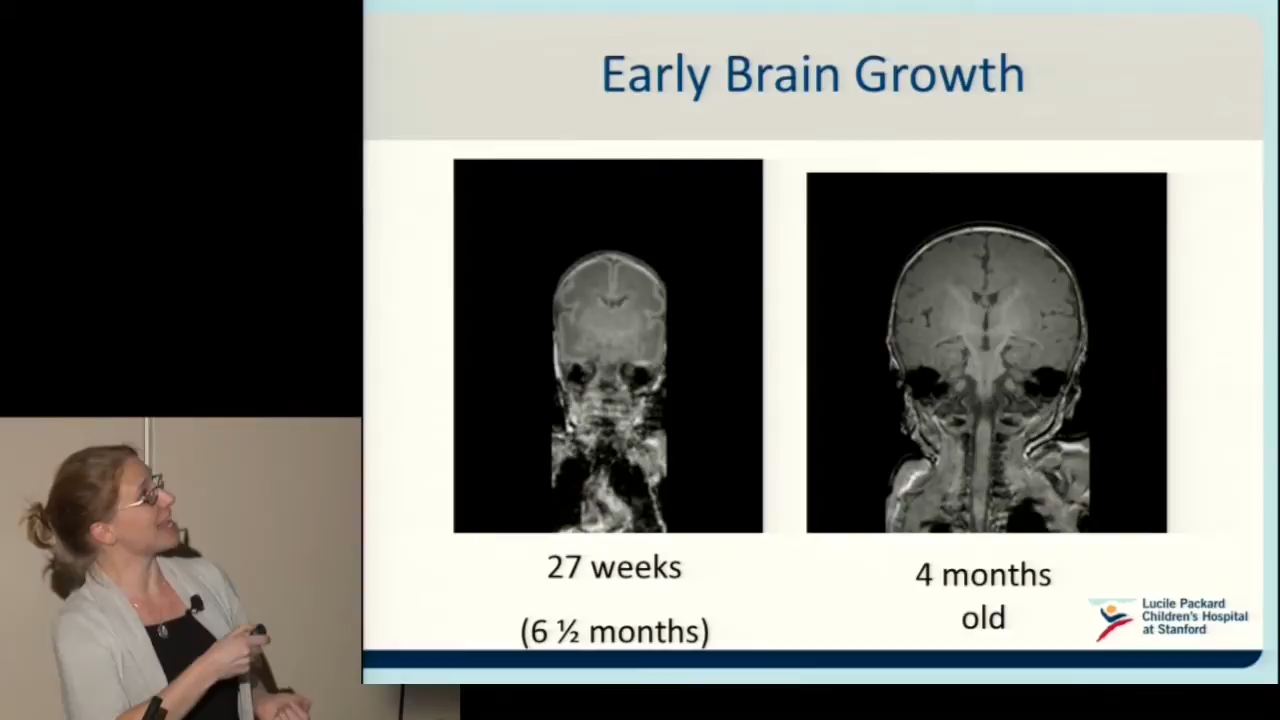 Early Brain Growth
27 weeks
(6 ½ months)
4 months
old
Lucile Packard
Children's Hospital
at Stanford